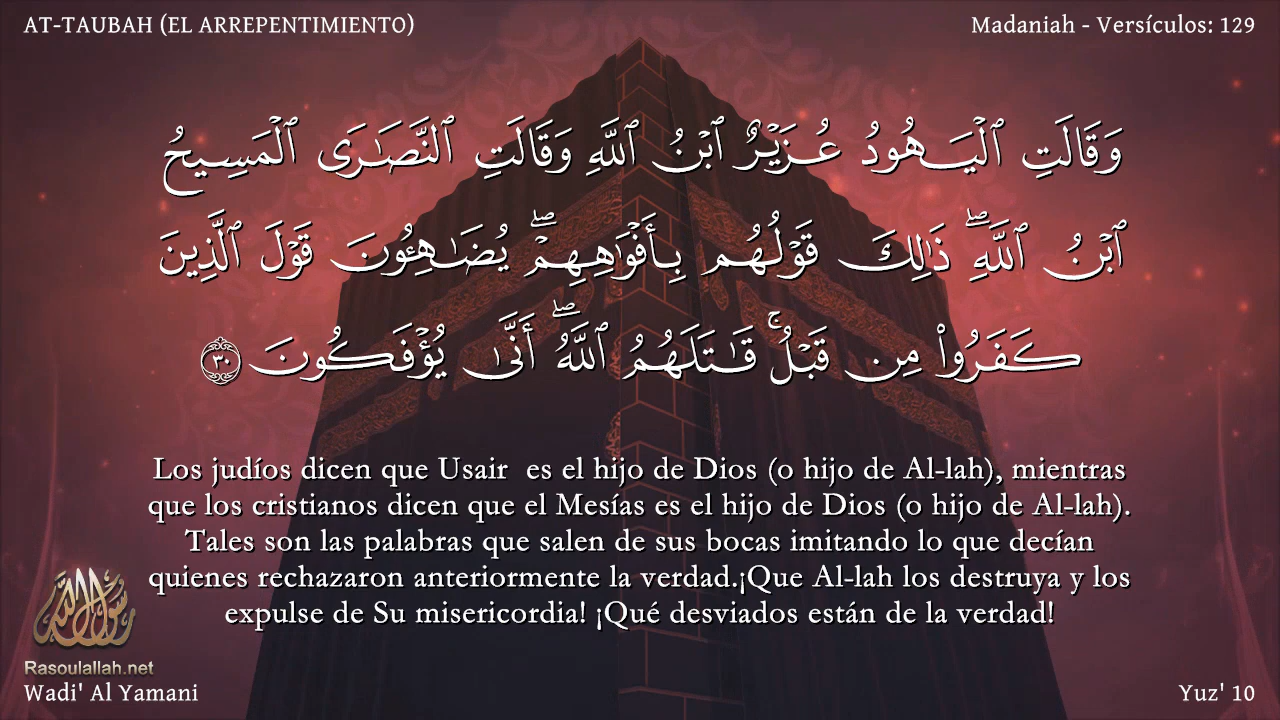 AT-TAUBAH (EL ARREPENTIMIENTO)
Madaniah - Versículos: 129
وَقَالَتِ ٱلْيَهُودُ عُزَيْرٌ ٱبْنُ ٱللَّهِ وَقَالَتِ ٱلنَّصَـٰرَى ٱلْمَسِيحُ
ٱبْنُ ٱللَّهِ ۖ ذَٰلِكَ قَوْلُهُم بِأَفْوَٰهِهِمْ ۖ يُضَـٰهِـُٔونَ قَوْلَ ٱلَّذِينَ
كَفَرُوا۟ مِن قَبْلُ ۚ قَـٰتَلَهُمُ ٱللَّهُ ۖ أَنَّىٰ يُؤْفَكُونَ ٣٠
Los judíos dicen que Usair  es el hijo de Dios (o hijo de Al-lah), mientras
que los cristianos dicen que el Mesías es el hijo de Dios (o hijo de Al-lah).
Tales son las palabras que salen de sus bocas imitando lo que decían
quienes rechazaron anteriormente la verdad.¡Que Al-lah los destruya y los
expulse de Su misericordia! ¡Qué desviados están de la verdad!
رسول الله
Rasoulallah.net
Wadi' Al Yamani
Yuz' 10